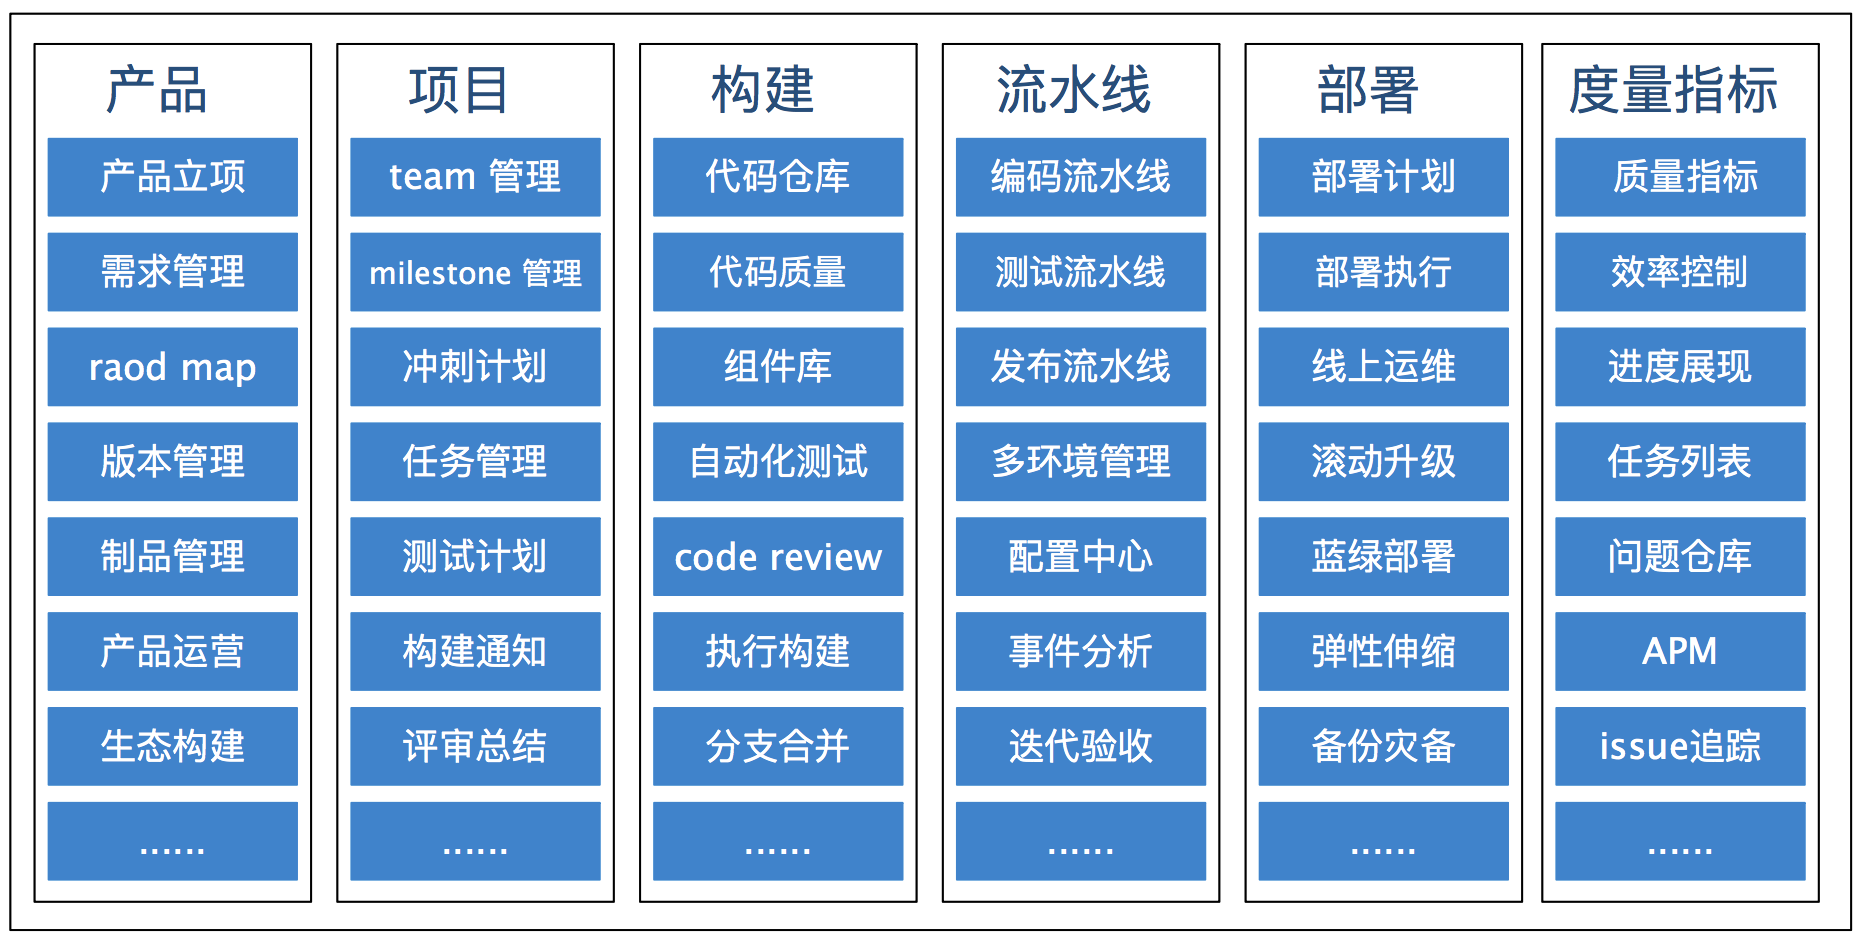 产品
产品立项
需求管理
raod map
版本管理
制品管理
产品运营
生态构建
......
项目
team 管理
milestone 管理
冲刺计划
任务管理
测试计划
构建通知
评审总结
......
构建
代码仓库
代码质量
组件库
自动化测试
code review
执行构建
分支合并
......
流水线
编码流水线
测试流水线
发布流水线
多环境管理
配置中心
事件分析
迭代验收
......
部署
部署计划
部署执行
线上运维
滚动升级
蓝绿部署
弹性伸缩
备份灾备
......
度量指标
质量指标
效率控制
进度展现
任务列表
问题仓库
APM
issue追踪
......